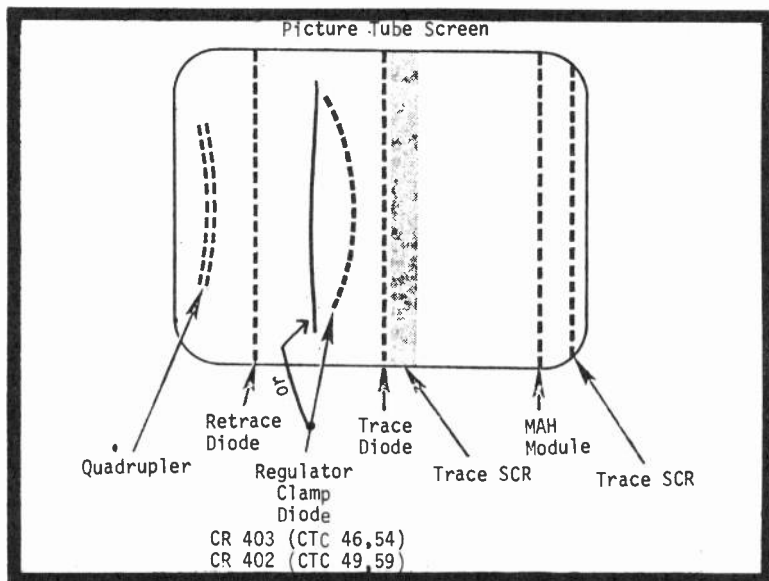 Picture Tube Screen
or
Quadrupler
Retrace
Diode
Regulator
Clamp
Diode
CR 403 (CTC 46,54)
CR 402 (CTC 49,59)
Trace
Diode
Trace SCR
MAH
Module
Trace SCR